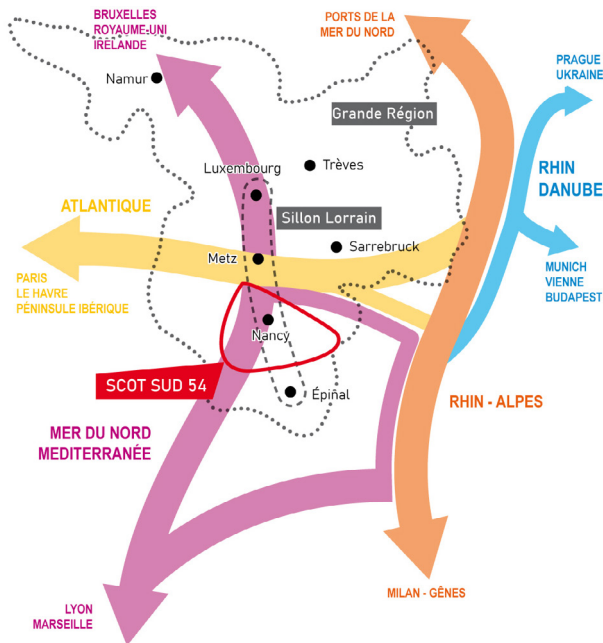 BRUXELLES
ROYAUME-UNI
IRELANDE
PORTS DE LA
MER DU NORD
PRAGUE
UKRAINE
Namur
Grande Région
Luxembourg
Trèves
RHIN
DANUBE
ATLANTIQUE
Sillon Lorrain
Metz
Sarrebruck
MUNICH
VIENNE
BUDAPEST
PARIS
LE HAVRE
PÉNINSULE IBÉRIQUE
Nancy
SCOT SUD 54
Épinal
RHIN - ALPES
MER DU NORD
MEDITERRANÉE
MILAN - GÊNES
LYON
MARSEILLE